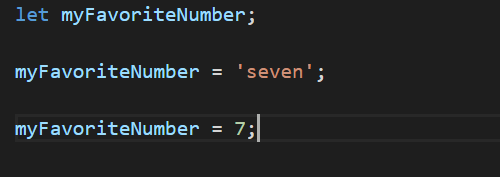 let myFavoriteNumber;
myFavoriteNumber = 'seven';
myFavoriteNumber = 7;